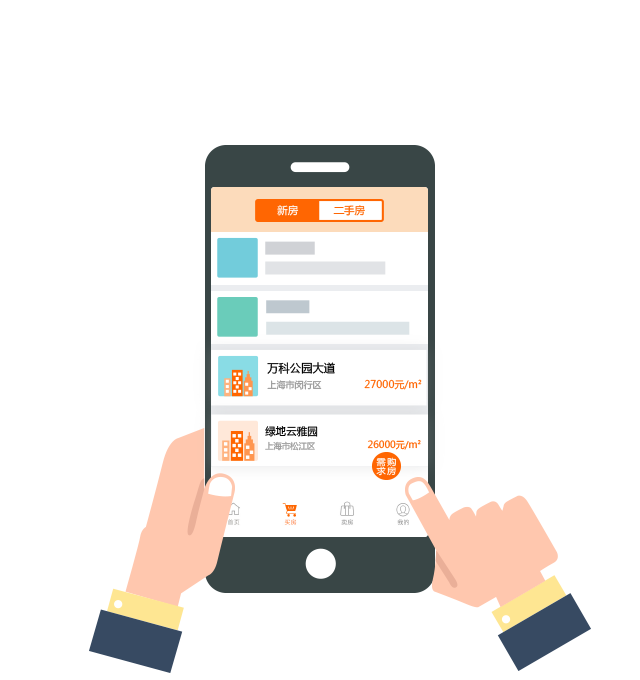 新房
二手房
万科公园大道
上海市闵行区
27000元/m²
绿地云雅园
上海市松江区
26000元/m²
需购
求房
首页
买房
卖房
我的